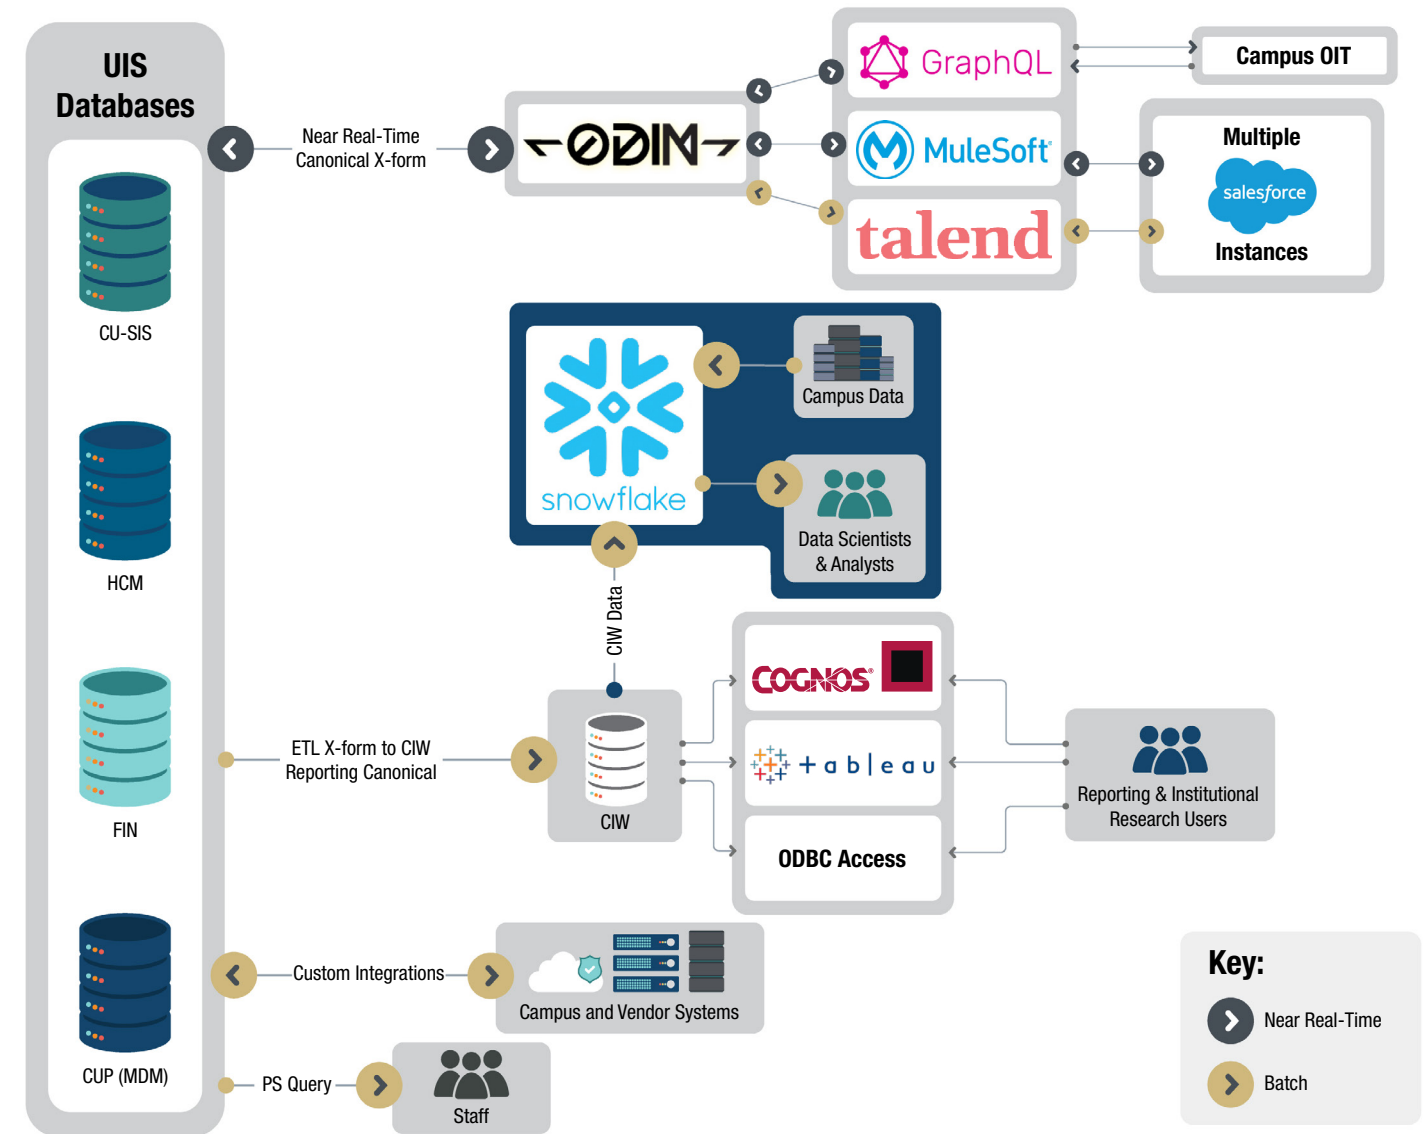 UIS
Databases
CU-SIS
HCM
FIN
CUP (MDM)
Near Real-Time
Canonical X-form
ODIN
GraphQL
MuleSoft
talend
Campus OIT
Multiple
salesforce
Instances
snowflake
Campus Data
Data Scientists
& Analysts
CIW Data
ETL X-form to CIW
Reporting Canonical
CIW
COGNOS®
+ableau
ODBC Access
Reporting & Institutional
Research Users
Custom Integrations
Campus and Vendor Systems
PS Query
Staff
Key:
Near Real-Time
Batch